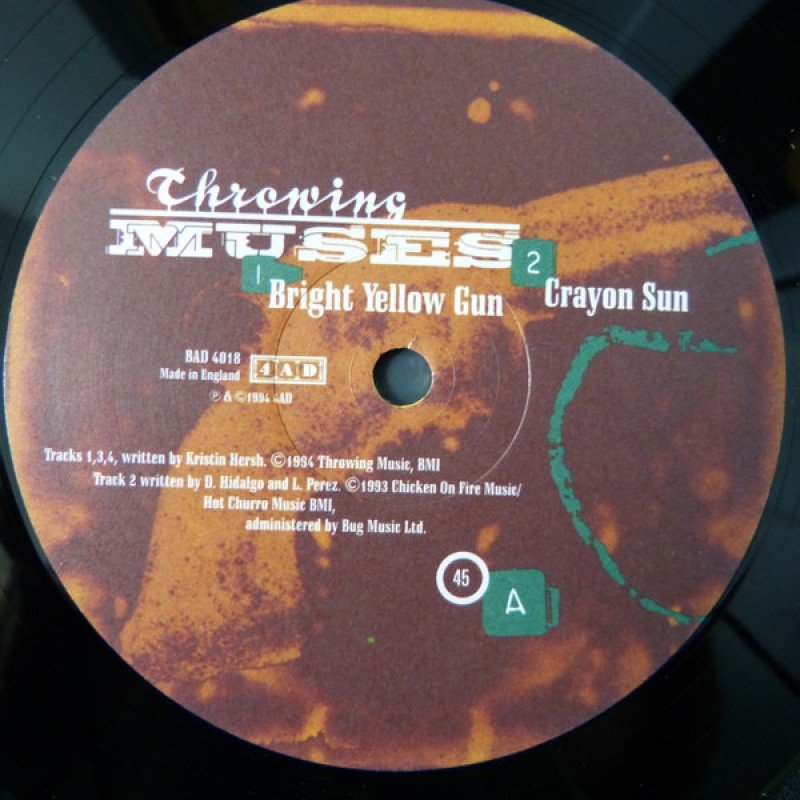 Throwing
MUSES
1 Bright Yellow Gun
2 Crayon Sun
BAD 4018
Made in England
4AD
℗ & ©1994 4AD
Tracks 1,3,4, written by Kristin Hersh. ©1994 Throwing Music, BMI
Track 2 written by D. Hidalgo and L. Perez. ©1993 Chicken On Fire Music/
Hot Churro Music BMI,
administered by Bug Music Ltd.
45
A